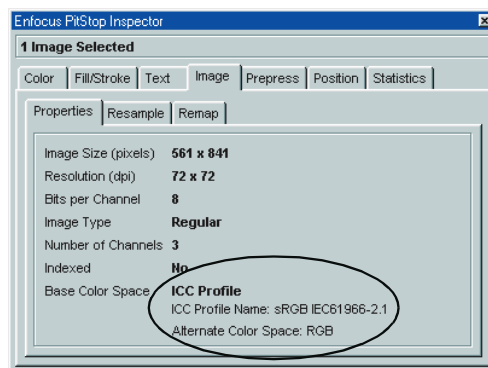 Enfocus PitStop Inspector
1 Image Selected
Color Fill/Stroke Text Image Prepress Position Statistics
Properties Resample Remap
Image Size (pixels) 561 x 841
Resolution (dpi) 72 x 72
Bits per Channel 8
Image Type Regular
Number of Channels 3
Indexed No
Base Color Space ICC Profile
ICC Profile Name: sRGB IEC61966-2.1
Alternate Color Space: RGB